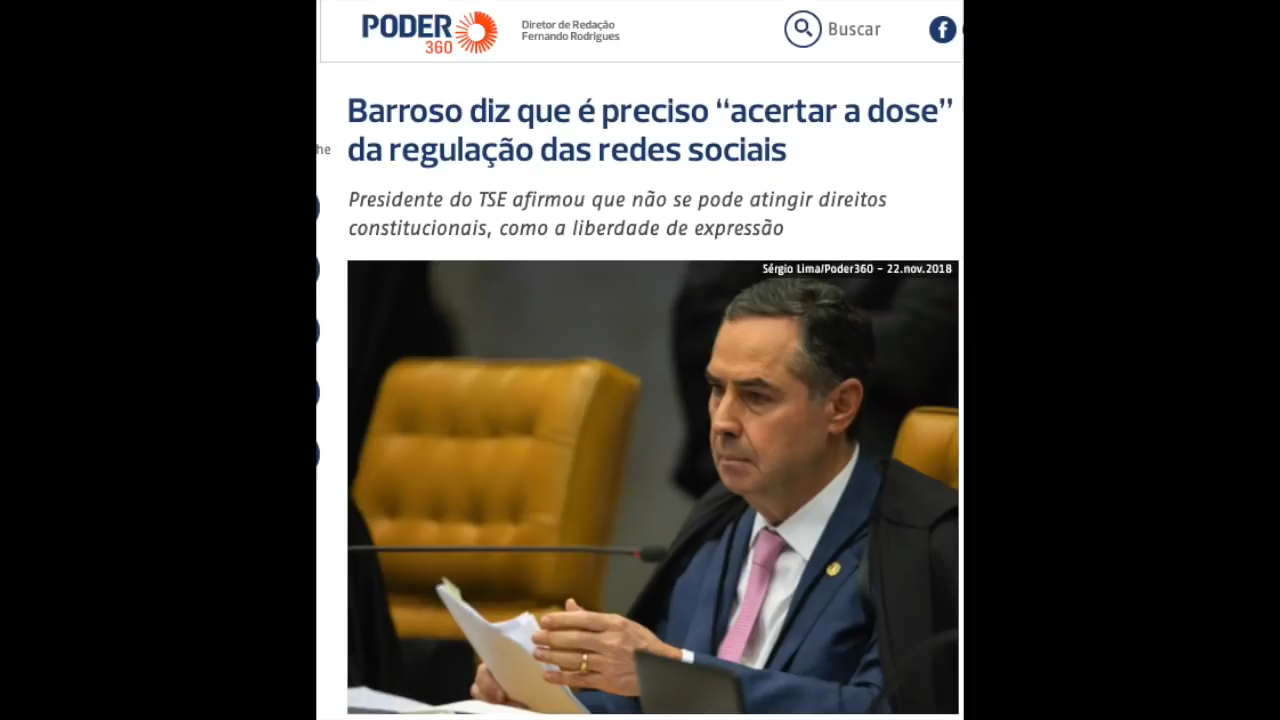 PODER
360
Diretor de Redação
Fernando Rodrigues
Buscar
he
Barroso diz que é preciso “acertar a dose”
da regulação das redes sociais
Presidente do TSE afirmou que não se pode atingir direitos
constitucionais, como a liberdade de expressão
Sérgio Lima/Poder360 – 22.nov.2018